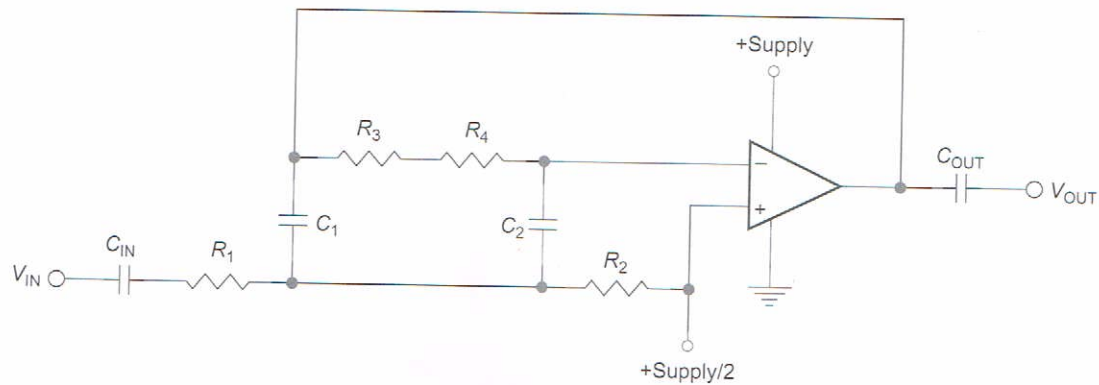 +Supply
R3
R4
−
COUT
VOUT
+
C1
C2
CIN
R1
R2
VIN
+Supply/2